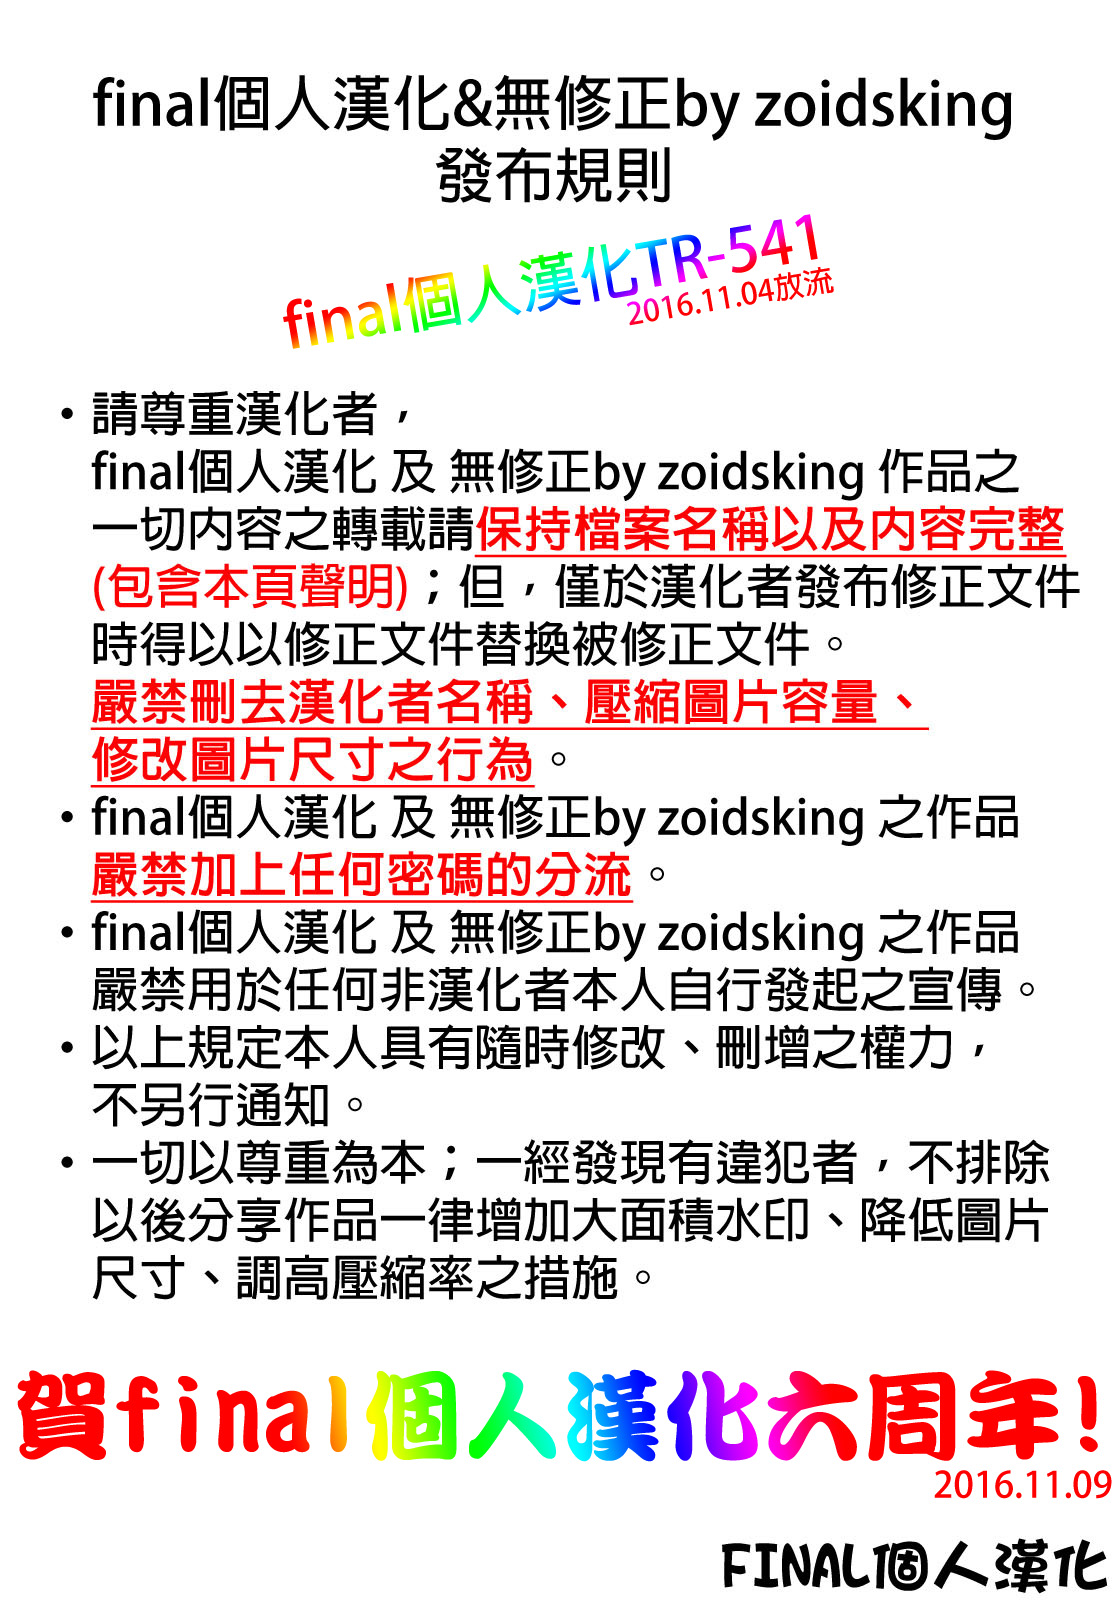 final個人漢化&無修正by zoidsking
發布規則
final個人漢化TR-541
2016.11.04放流
・請尊重漢化者，
final個人漢化 及 無修正by zoidsking 作品之
一切內容之轉載請保持檔案名稱以及內容完整
(包含本頁聲明)；但，僅於漢化者發布修正文件
時得以以修正文件替換被修正文件。
嚴禁刪去漢化者名稱、壓縮圖片容量、
修改圖片尺寸之行為。
・final個人漢化 及 無修正by zoidsking 之作品
嚴禁加上任何密碼的分流。
・final個人漢化 及 無修正by zoidsking 之作品
嚴禁用於任何非漢化者本人自行發起之宣傳。
・以上規定本人具有隨時修改、刪增之權力，
不另行通知。
・一切以尊重為本；一經發現有違犯者，不排除
以後分享作品一律增加大面積水印、降低圖片
尺寸、調高壓縮率之措施。
賀final個人漢化六周年!
2016.11.09
FINAL個人漢化